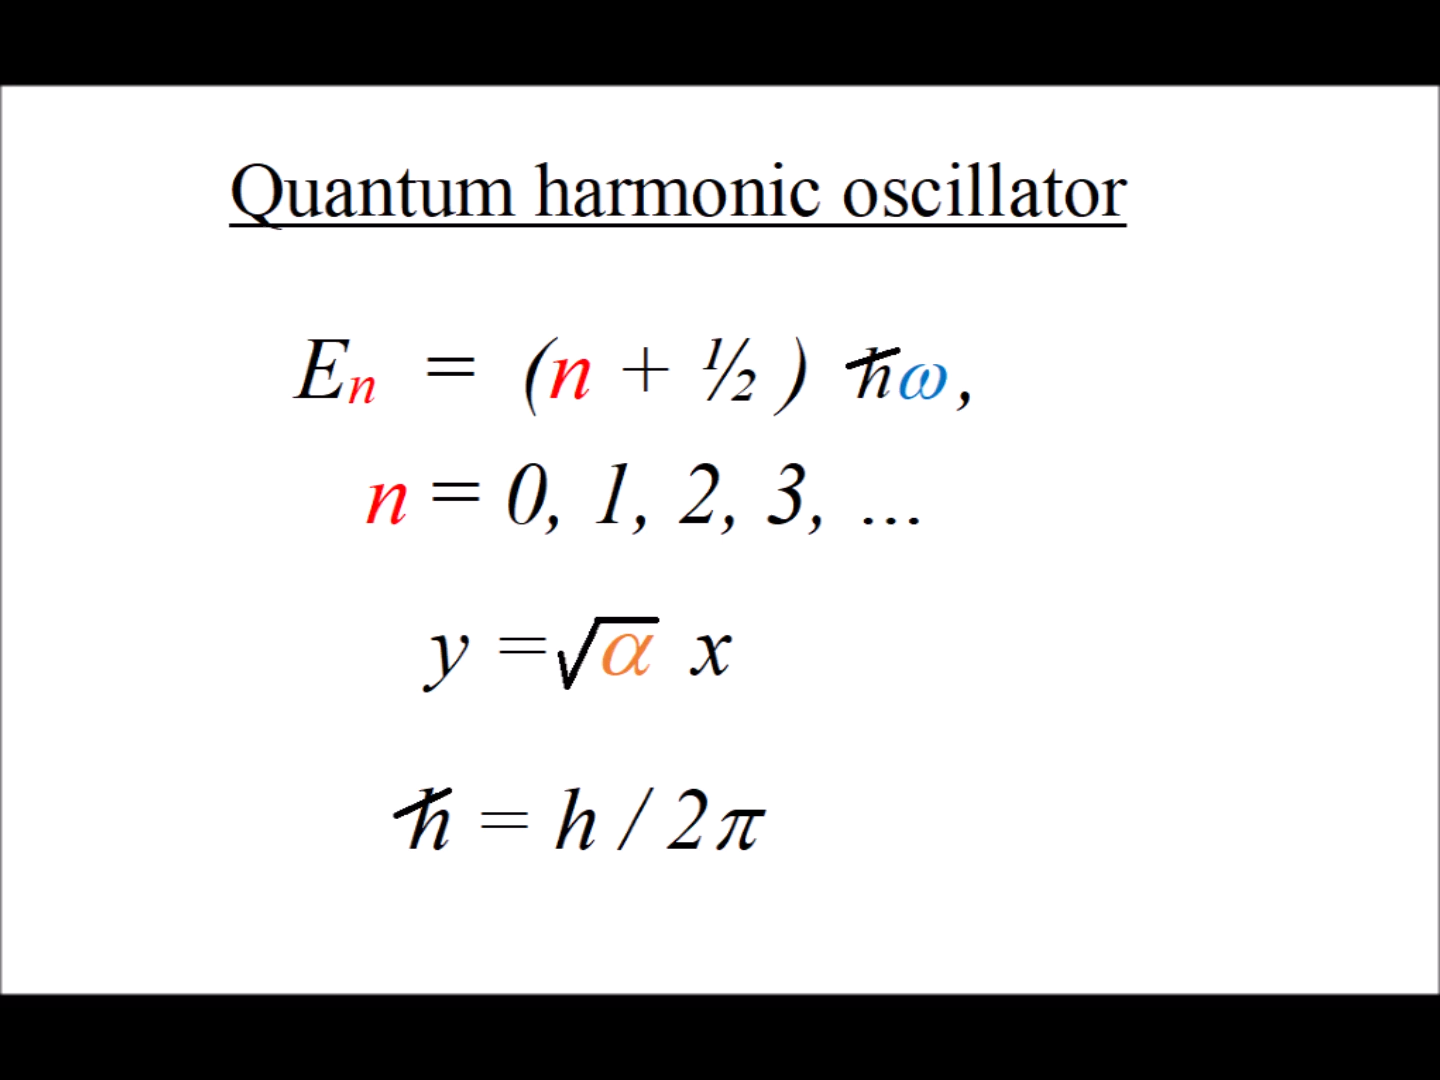 Quantum harmonic oscillator
Eₙ = (n + ½ ) ħω,
n = 0, 1, 2, 3, ...
y = √α x
ħ = h / 2π